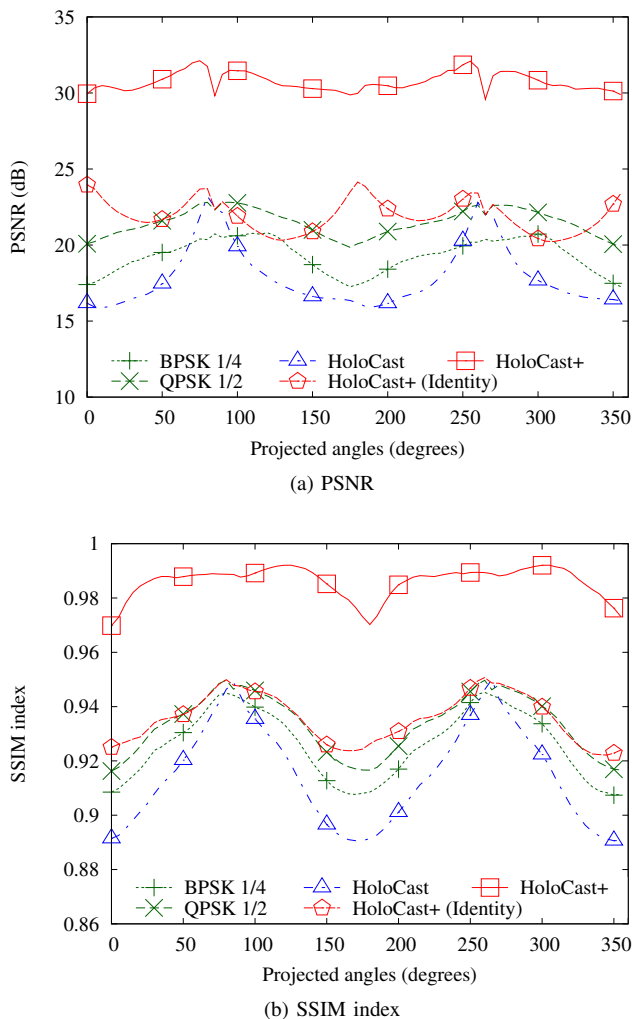 35
30
25
20
15
10
PSNR (dB)
BPSK 1/4
QPSK 1/2
HoloCast
HoloCast+ (Identity)
HoloCast+
0 50 100 150 200 250 300 350
Projected angles (degrees)
(a) PSNR
1
0.98
0.96
0.94
0.92
0.9
0.88
0.86
SSIM index
BPSK 1/4
QPSK 1/2
HoloCast
HoloCast+ (Identity)
HoloCast+
0 50 100 150 200 250 300 350
Projected angles (degrees)
(b) SSIM index